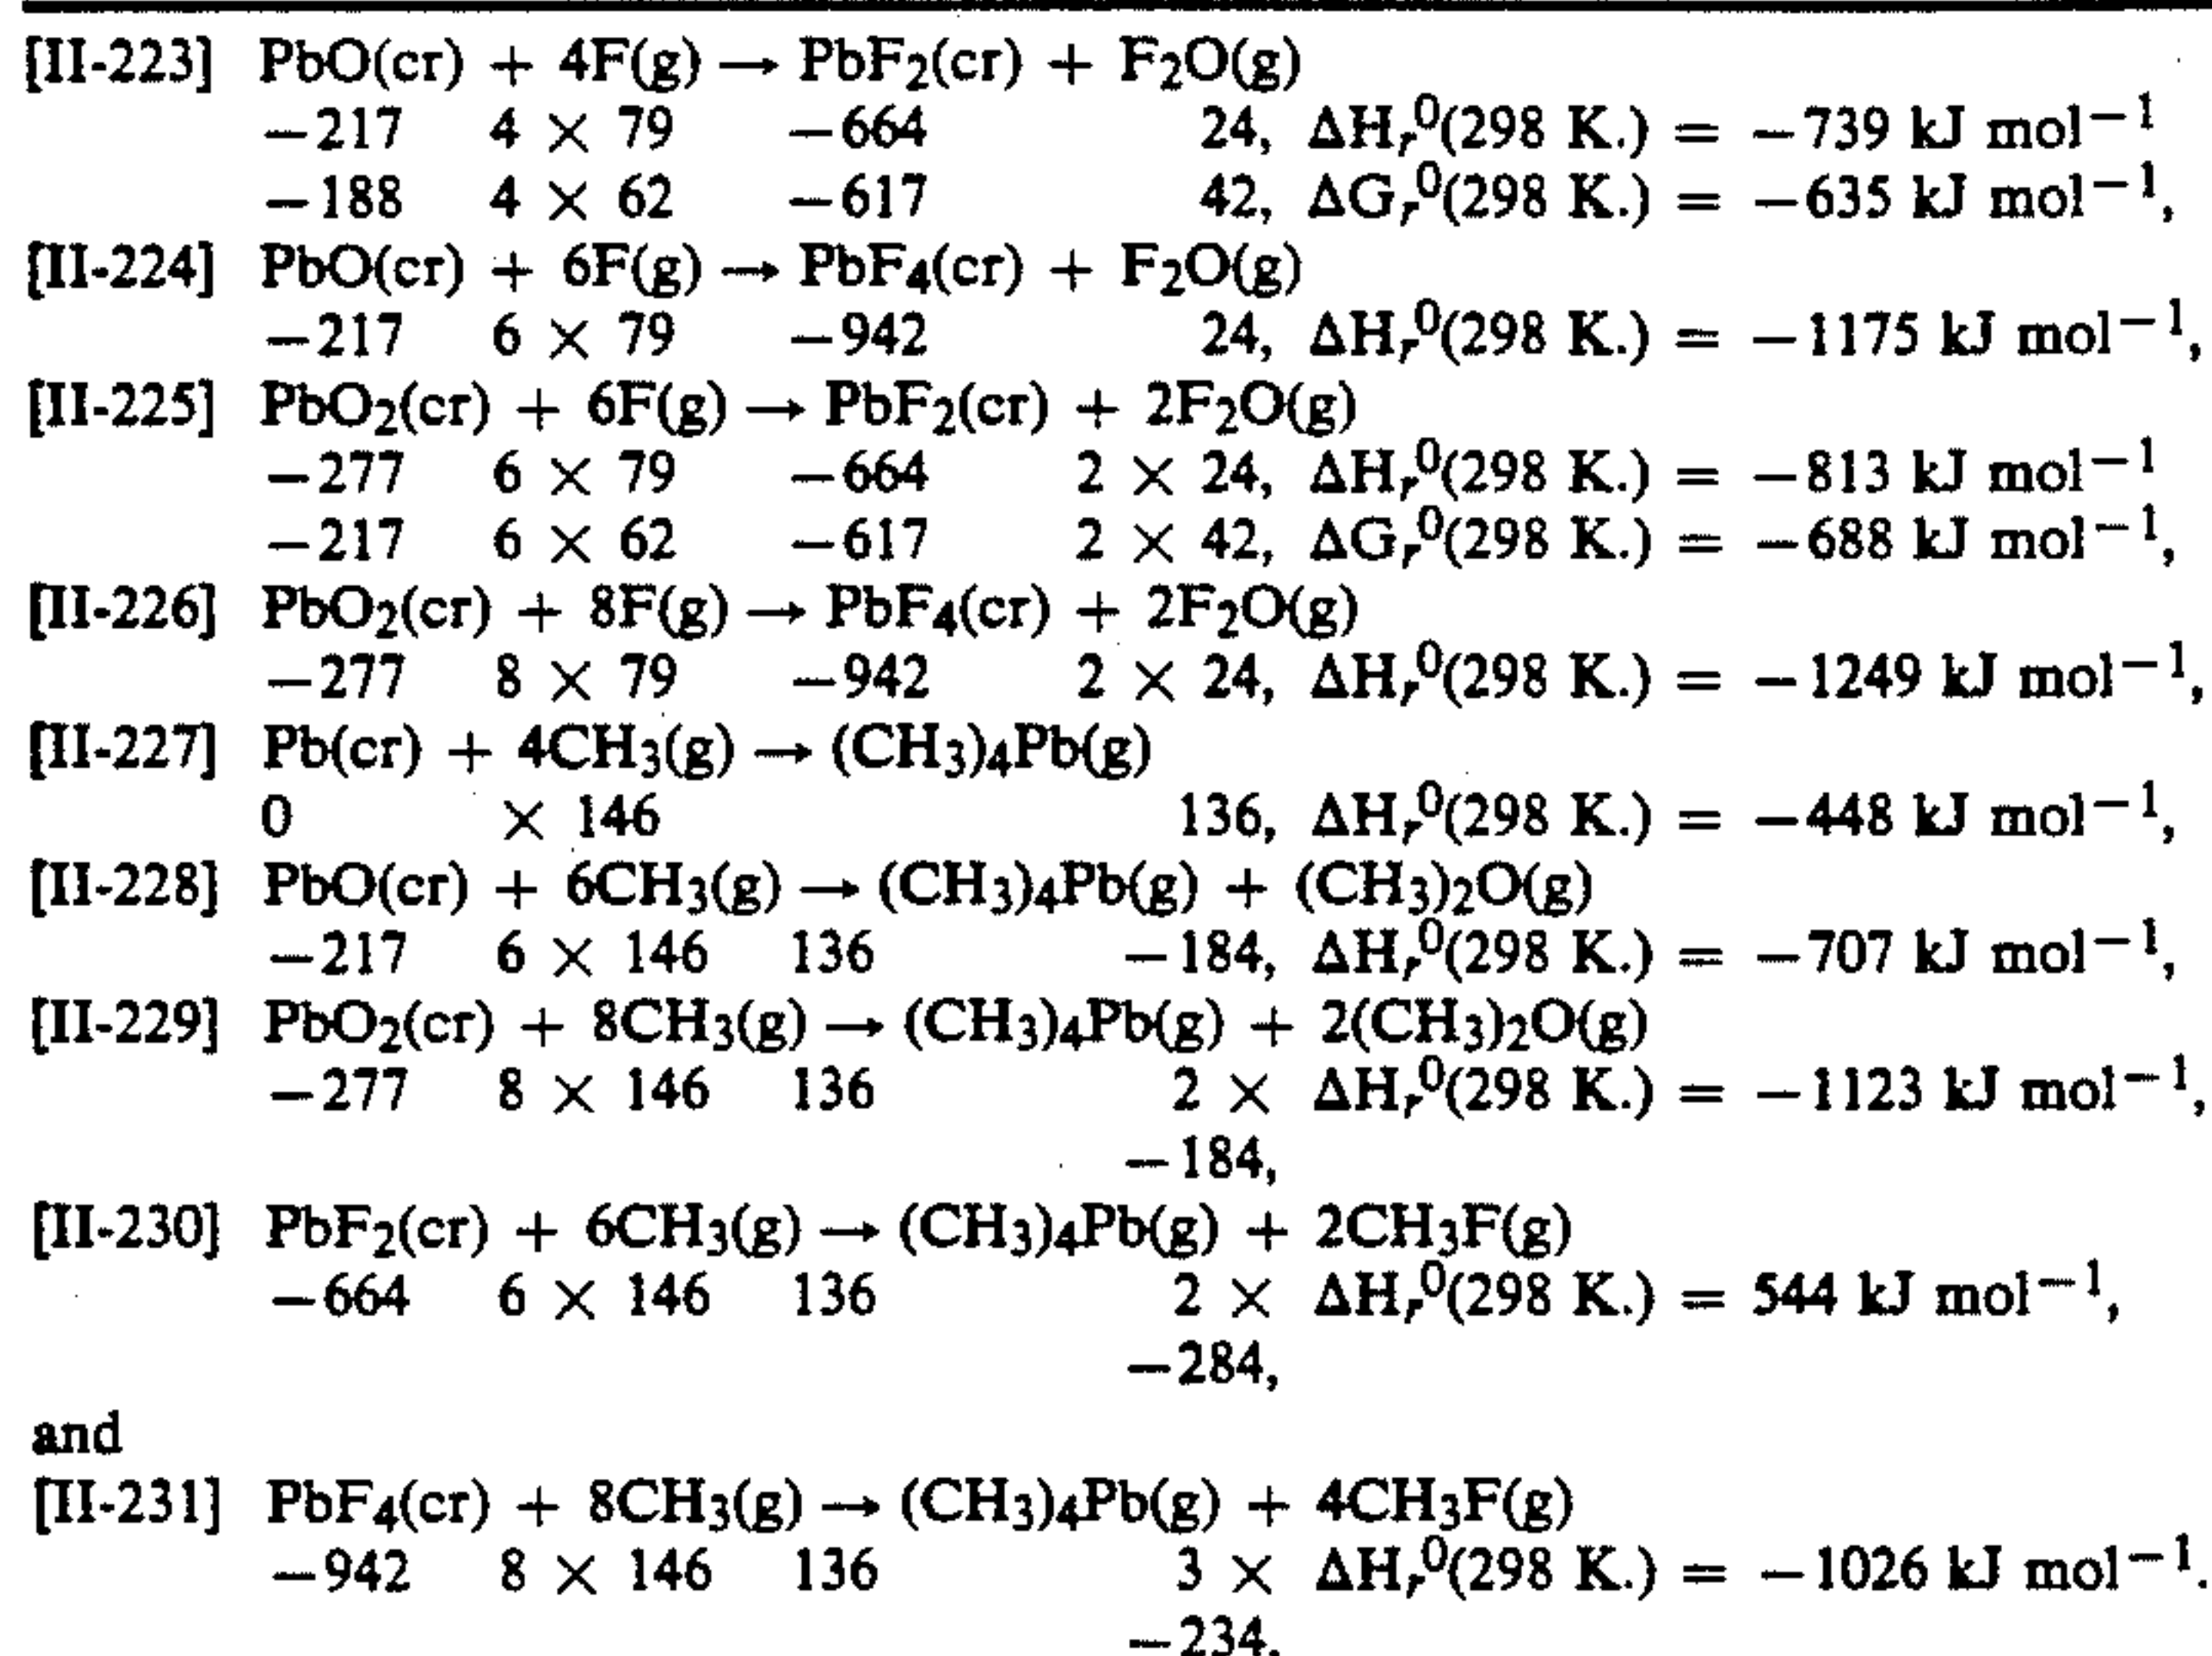 [II-223] PbO(cr) + 4F(g) → PbF₂(cr) + F₂O(g)
−217 4 × 79 −664 24, ΔHᵣ⁰(298 K.) = −739 kJ mol⁻¹
−188 4 × 62 −617 42, ΔGᵣ⁰(298 K.) = −635 kJ mol⁻¹,
[II-224] PbO(cr) + 6F(g) → PbF₄(cr) + F₂O(g)
−217 6 × 79 −942 24, ΔHᵣ⁰(298 K.) = −1175 kJ mol⁻¹,
[II-225] PbO₂(cr) + 6F(g) → PbF₂(cr) + 2F₂O(g)
−277 6 × 79 −664 2 × 24, ΔHᵣ⁰(298 K.) = −813 kJ mol⁻¹
−217 6 × 62 −617 2 × 42, ΔGᵣ⁰(298 K.) = −688 kJ mol⁻¹,
[II-226] PbO₂(cr) + 8F(g) → PbF₄(cr) + 2F₂O(g)
−277 8 × 79 −942 2 × 24, ΔHᵣ⁰(298 K.) = −1249 kJ mol⁻¹,
[II-227] Pb(cr) + 4CH₃(g) → (CH₃)₄Pb(g)
0 × 146 136, ΔHᵣ⁰(298 K.) = −448 kJ mol⁻¹,
[II-228] PbO(cr) + 6CH₃(g) → (CH₃)₄Pb(g) + (CH₃)₂O(g)
−217 6 × 146 136 −184, ΔHᵣ⁰(298 K.) = −707 kJ mol⁻¹,
[II-229] PbO₂(cr) + 8CH₃(g) → (CH₃)₄Pb(g) + 2(CH₃)₂O(g)
−277 8 × 146 136 2 × ΔHᵣ⁰(298 K.) = −1123 kJ mol⁻¹,
−184,
[II-230] PbF₂(cr) + 6CH₃(g) → (CH₃)₄Pb(g) + 2CH₃F(g)
−664 6 × 146 136 2 × ΔHᵣ⁰(298 K.) = 544 kJ mol⁻¹,
−284,
and
[II-231] PbF₄(cr) + 8CH₃(g) → (CH₃)₄Pb(g) + 4CH₃F(g)
−942 8 × 146 136 3 × ΔHᵣ⁰(298 K.) = −1026 kJ mol⁻¹.
−234,